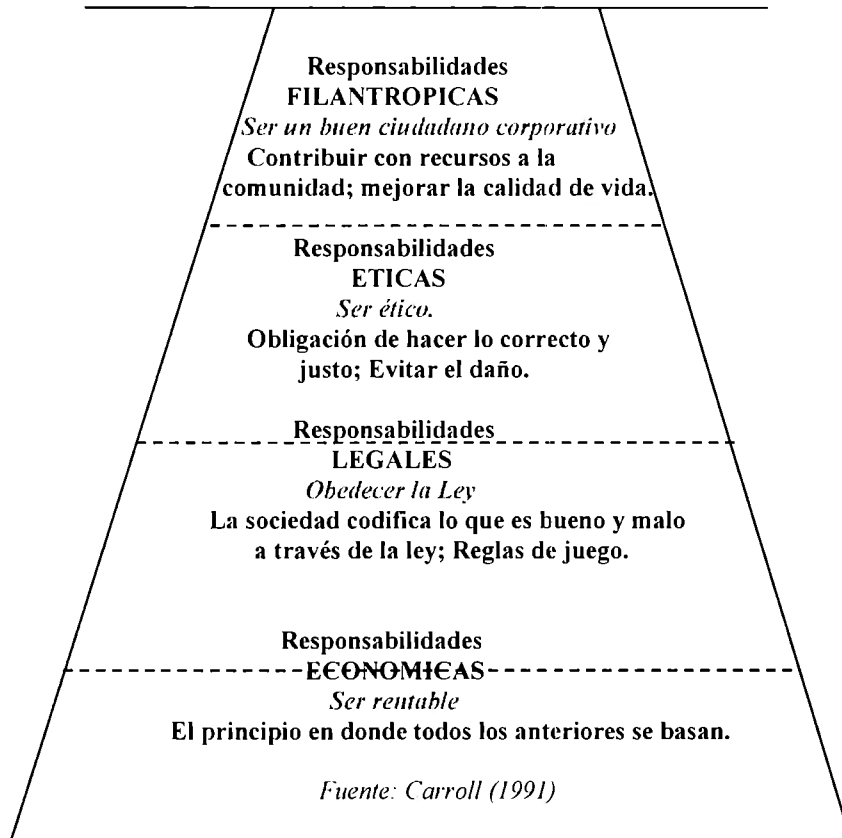 Responsabilidades
FILANTROPICAS
Ser un buen ciudadano corporativo
Contribuir con recursos a la
comunidad; mejorar la calidad de vida.
Responsabilidades
ETICAS
Ser ético.
Obligación de hacer lo correcto y
justo; Evitar el daño.
Responsabilidades
LEGALES
Obedecer la Ley
La sociedad codifica lo que es bueno y malo
a través de la ley; Reglas de juego.
Responsabilidades
ECONOMICAS
Ser rentable
El principio en donde todos los anteriores se basan.
Fuente: Carroll (1991)